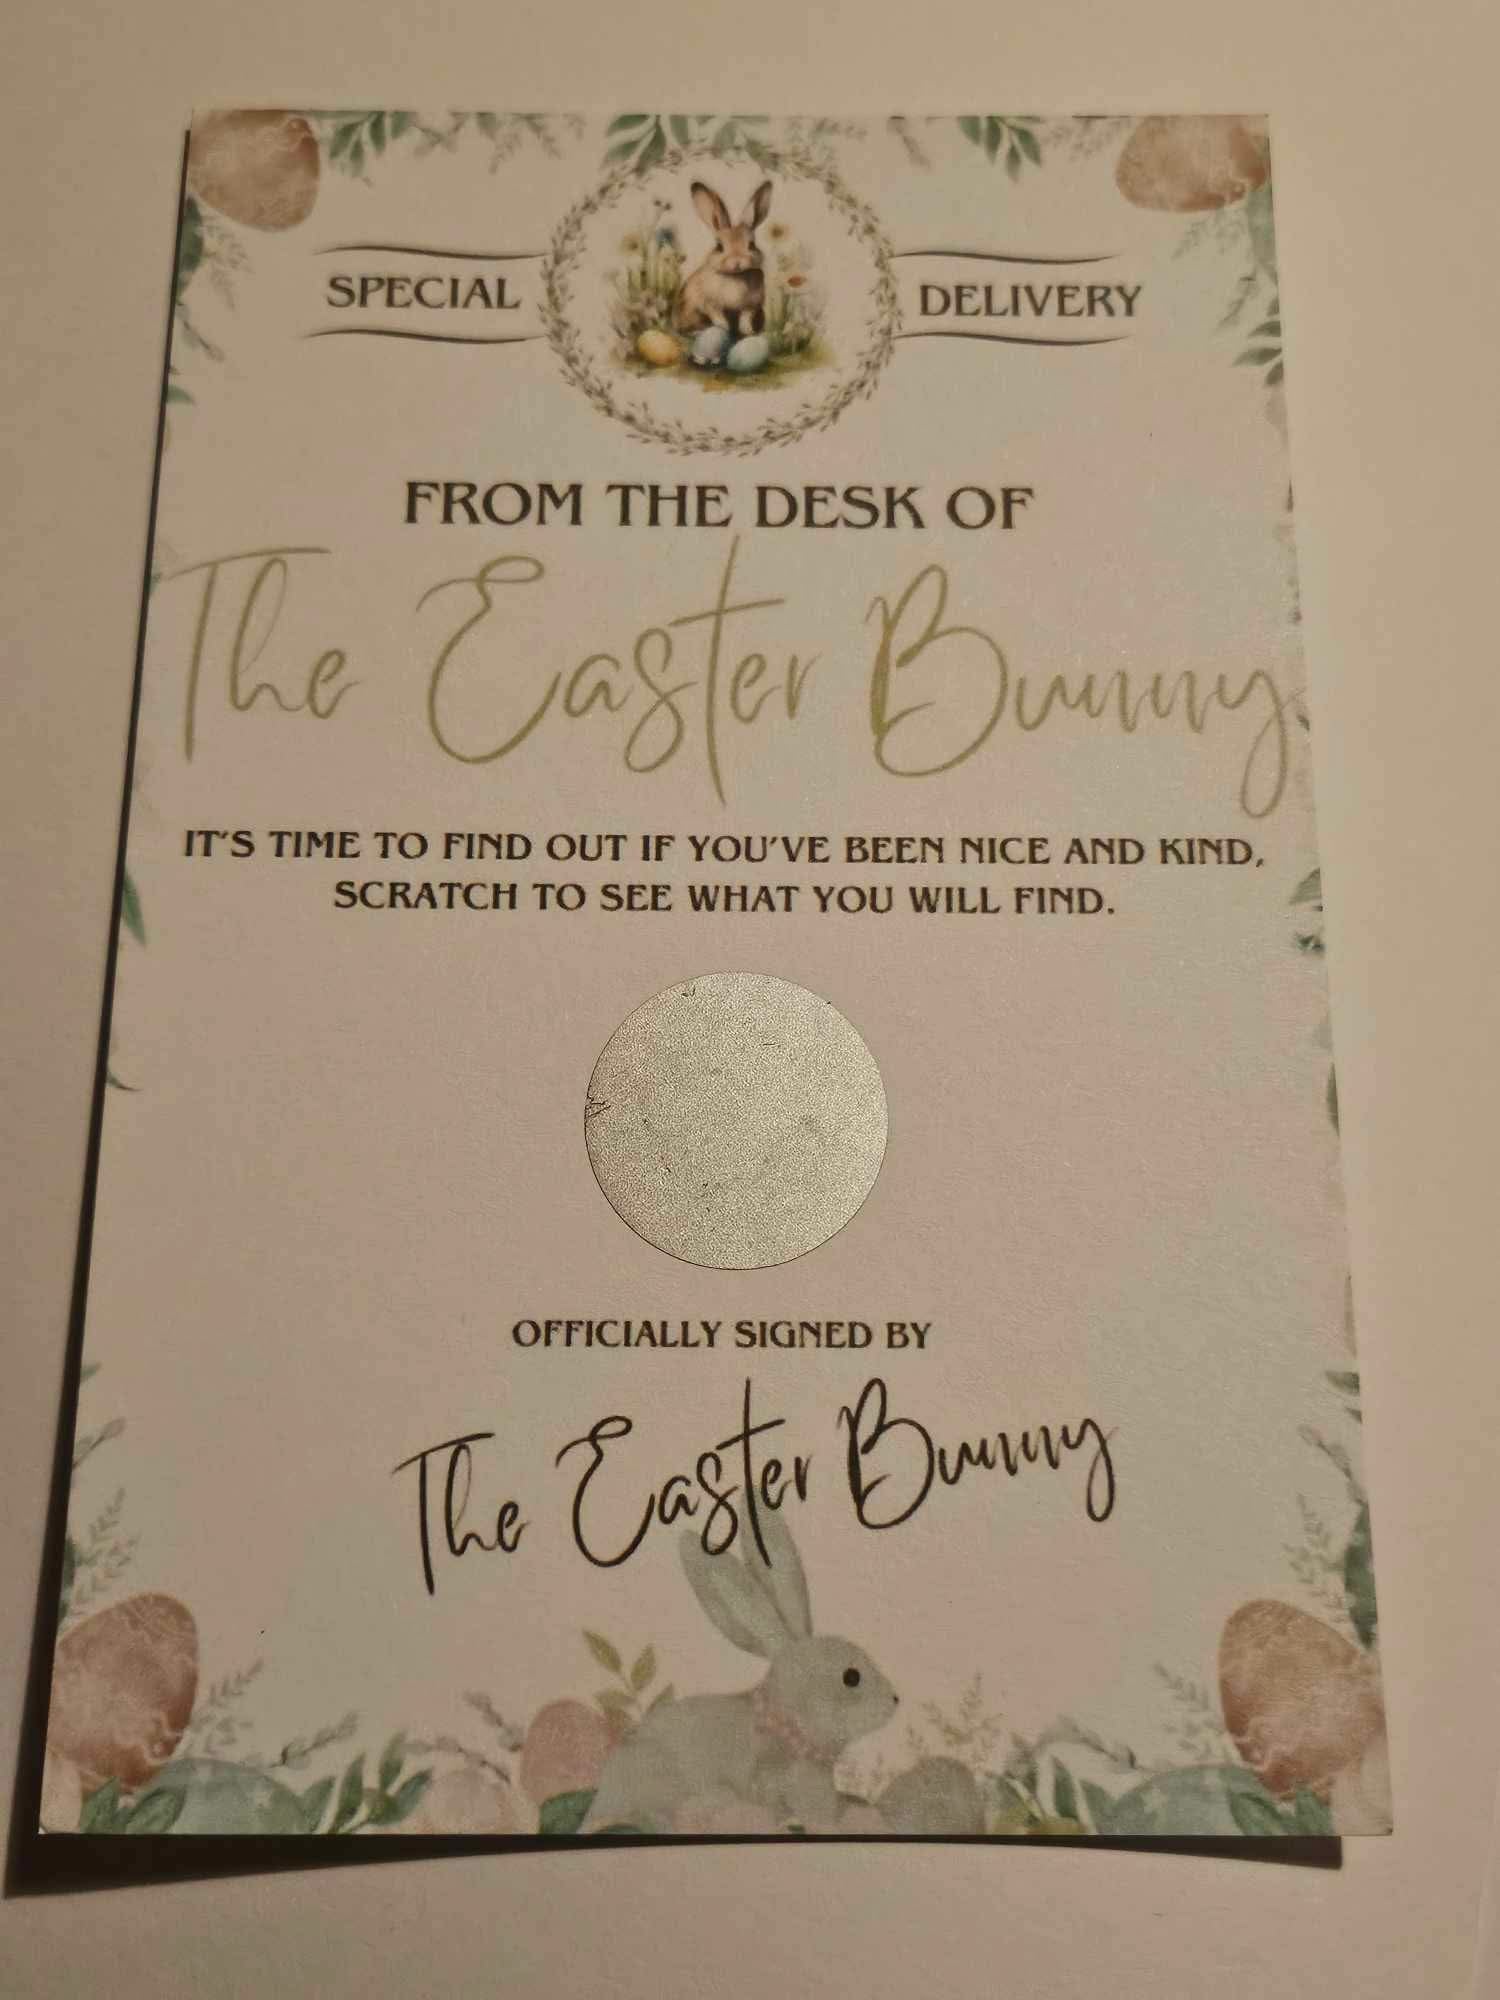 SPECIAL DELIVERY
FROM THE DESK OF
The Easter Bunny
IT'S TIME TO FIND OUT IF YOU'VE BEEN NICE AND KIND,
SCRATCH TO SEE WHAT YOU WILL FIND.
OFFICIALLY SIGNED BY
The Easter Bunny